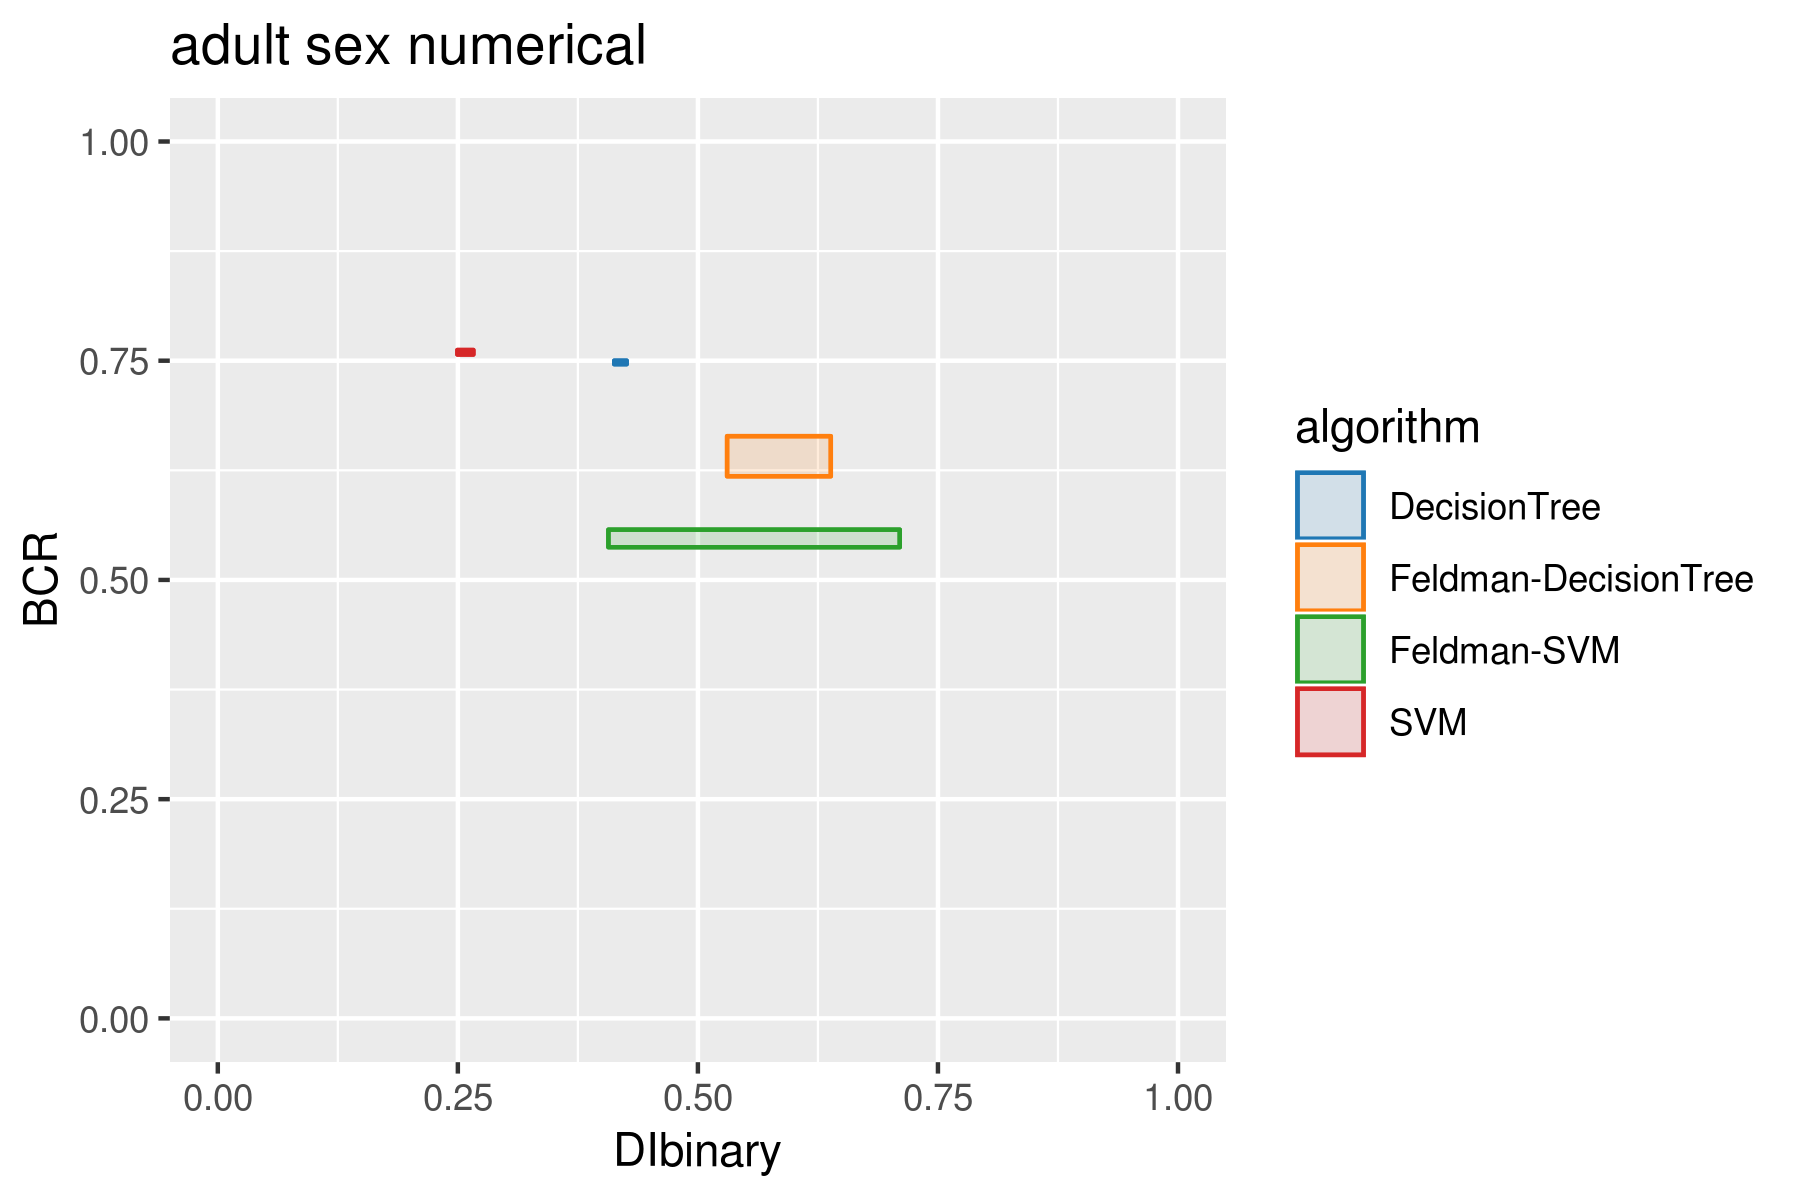 adult sex numerical
1.00
0.75
0.50
0.25
0.00
BCR
0.00 0.25 0.50 0.75 1.00
DIbinary
algorithm
DecisionTree
Feldman-DecisionTree
Feldman-SVM
SVM